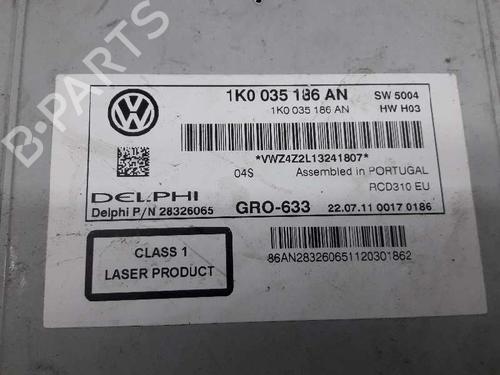 1K0 035 186 AN SW 5004
1K0 035 186 AN HW H03
*VWZ4Z2L13241807*
04S Assembled in PORTUGAL
RCD310 EU
DELPHI
Delphi P/N 28326065 GRO-633 22.07.11 0017 0186
CLASS 1
LASER PRODUCT
86AN283260651120301862
B-PARTS